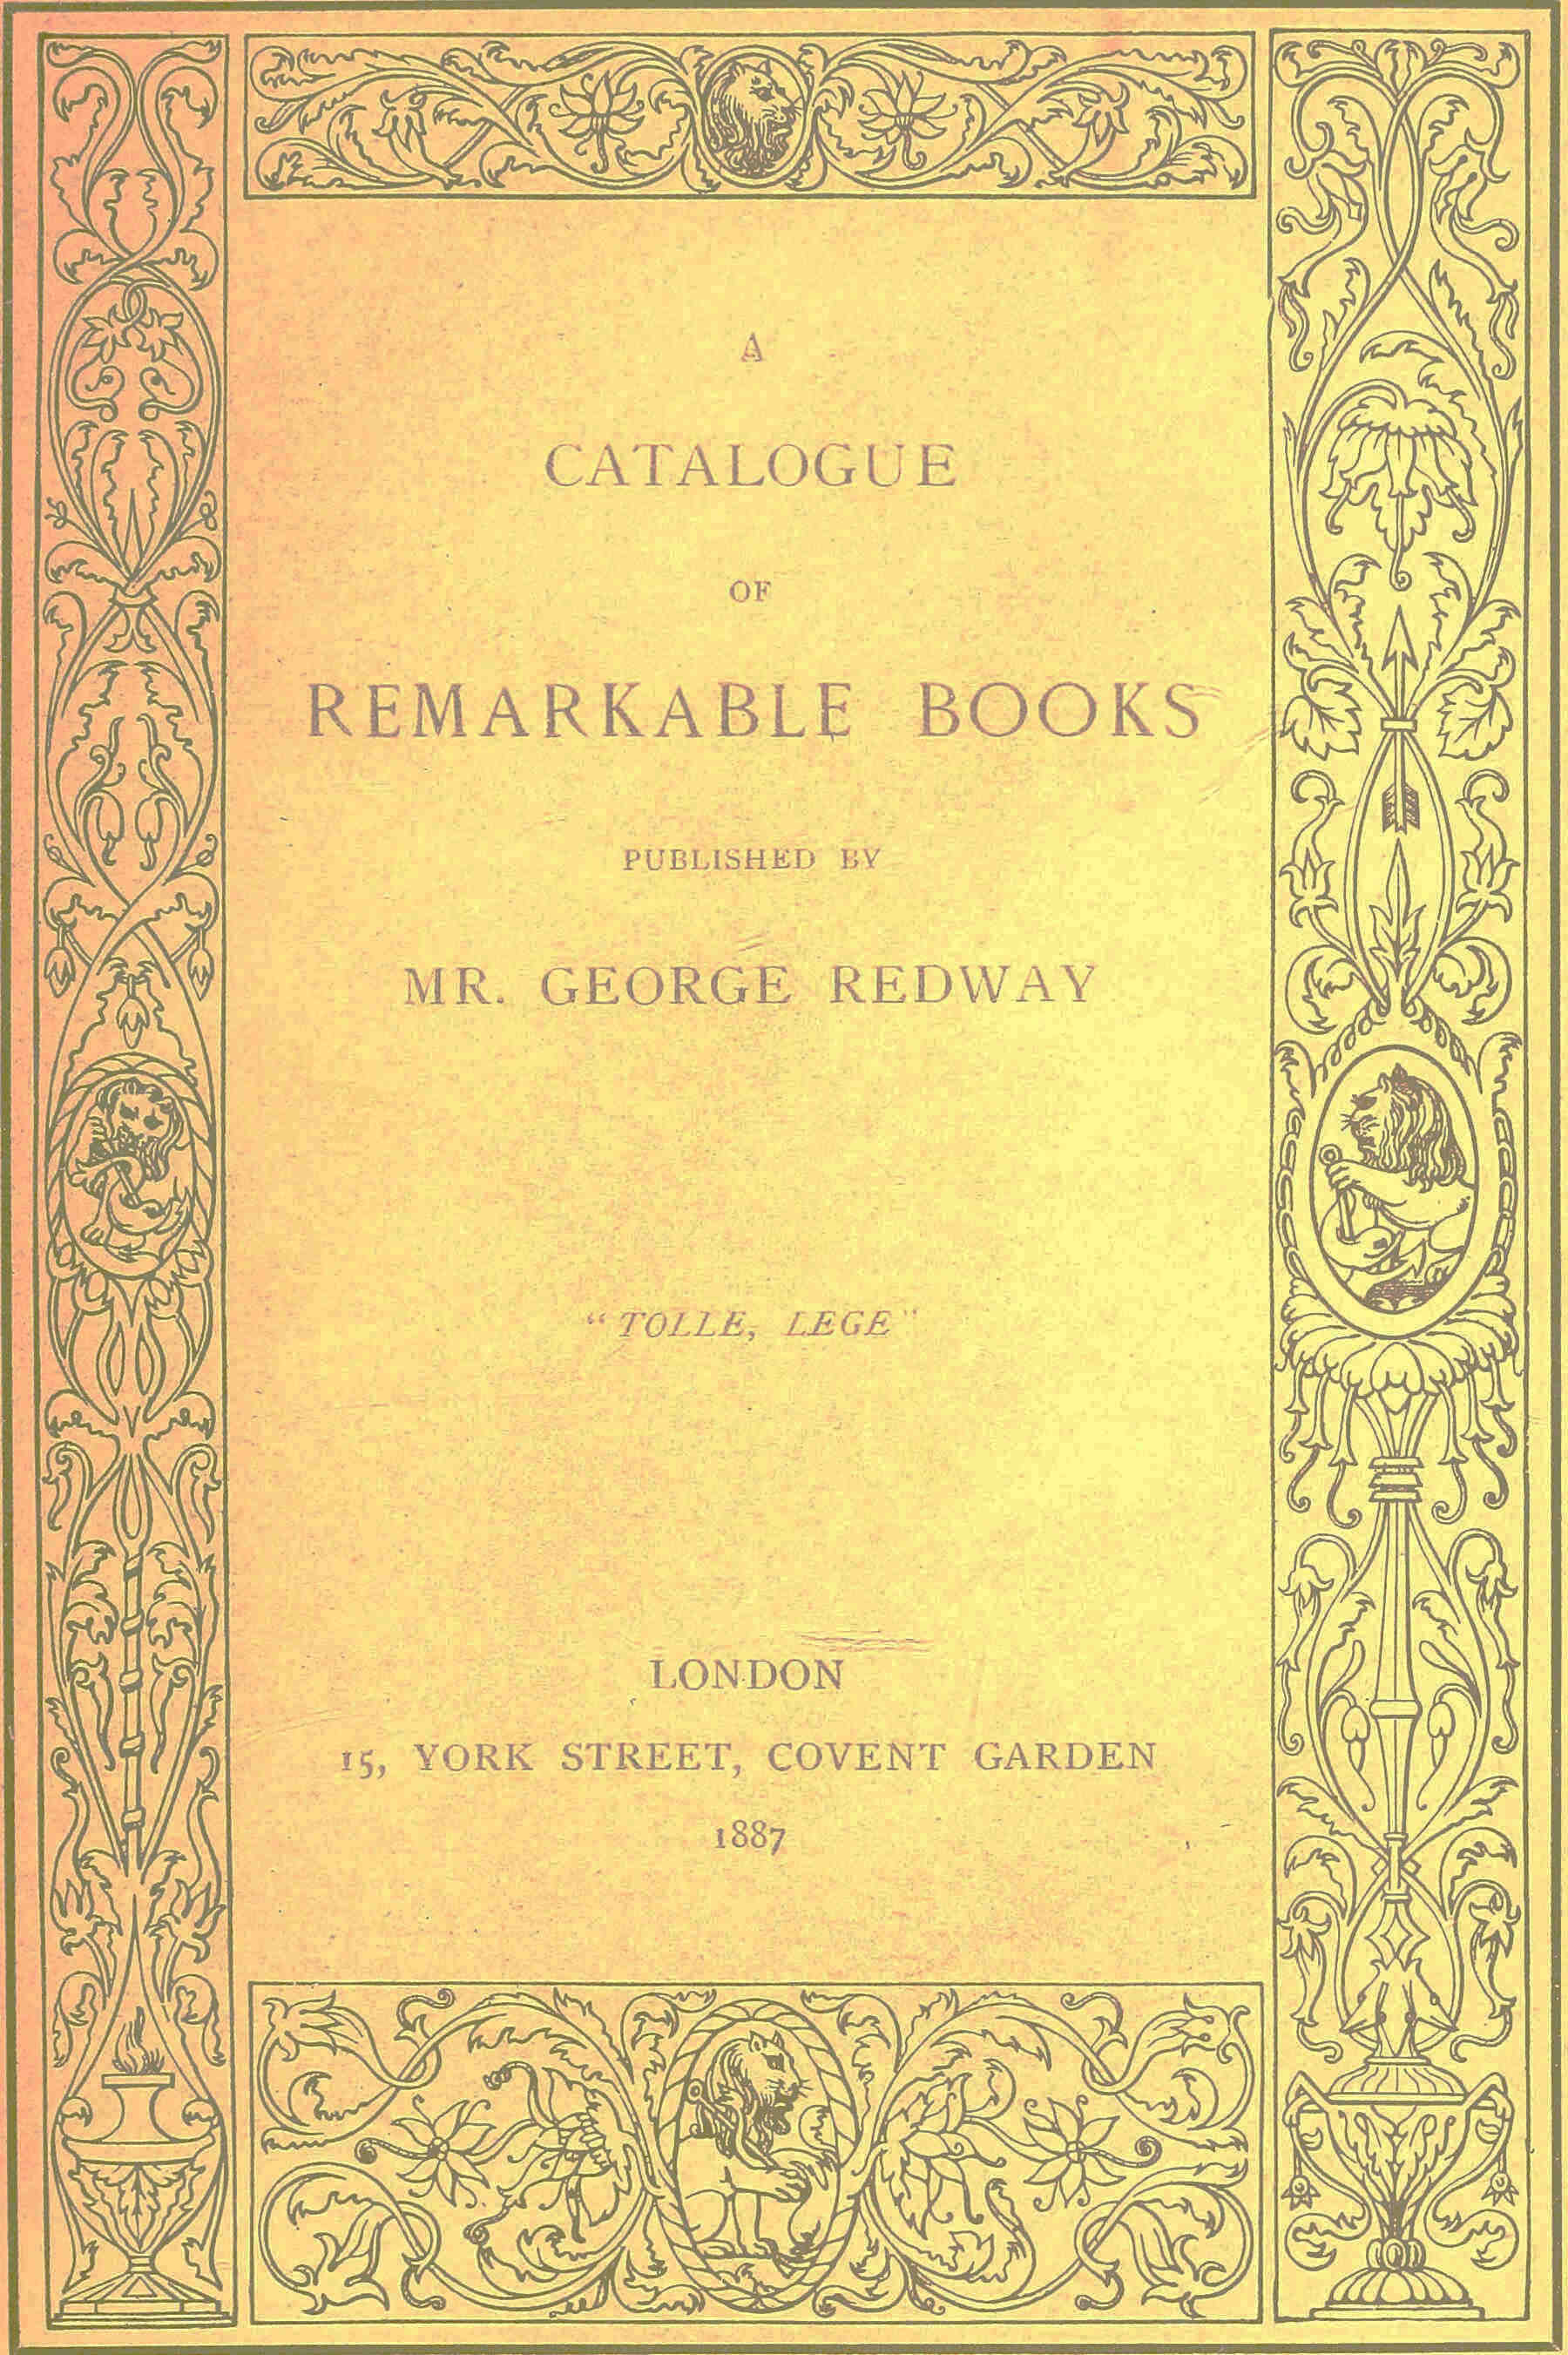 A
CATALOGUE
OF
REMARKABLE BOOKS
PUBLISHED BY
MR. GEORGE REDWAY
“TOLLE, LEGE”
LONDON
15, YORK STREET, COVENT GARDEN
1887